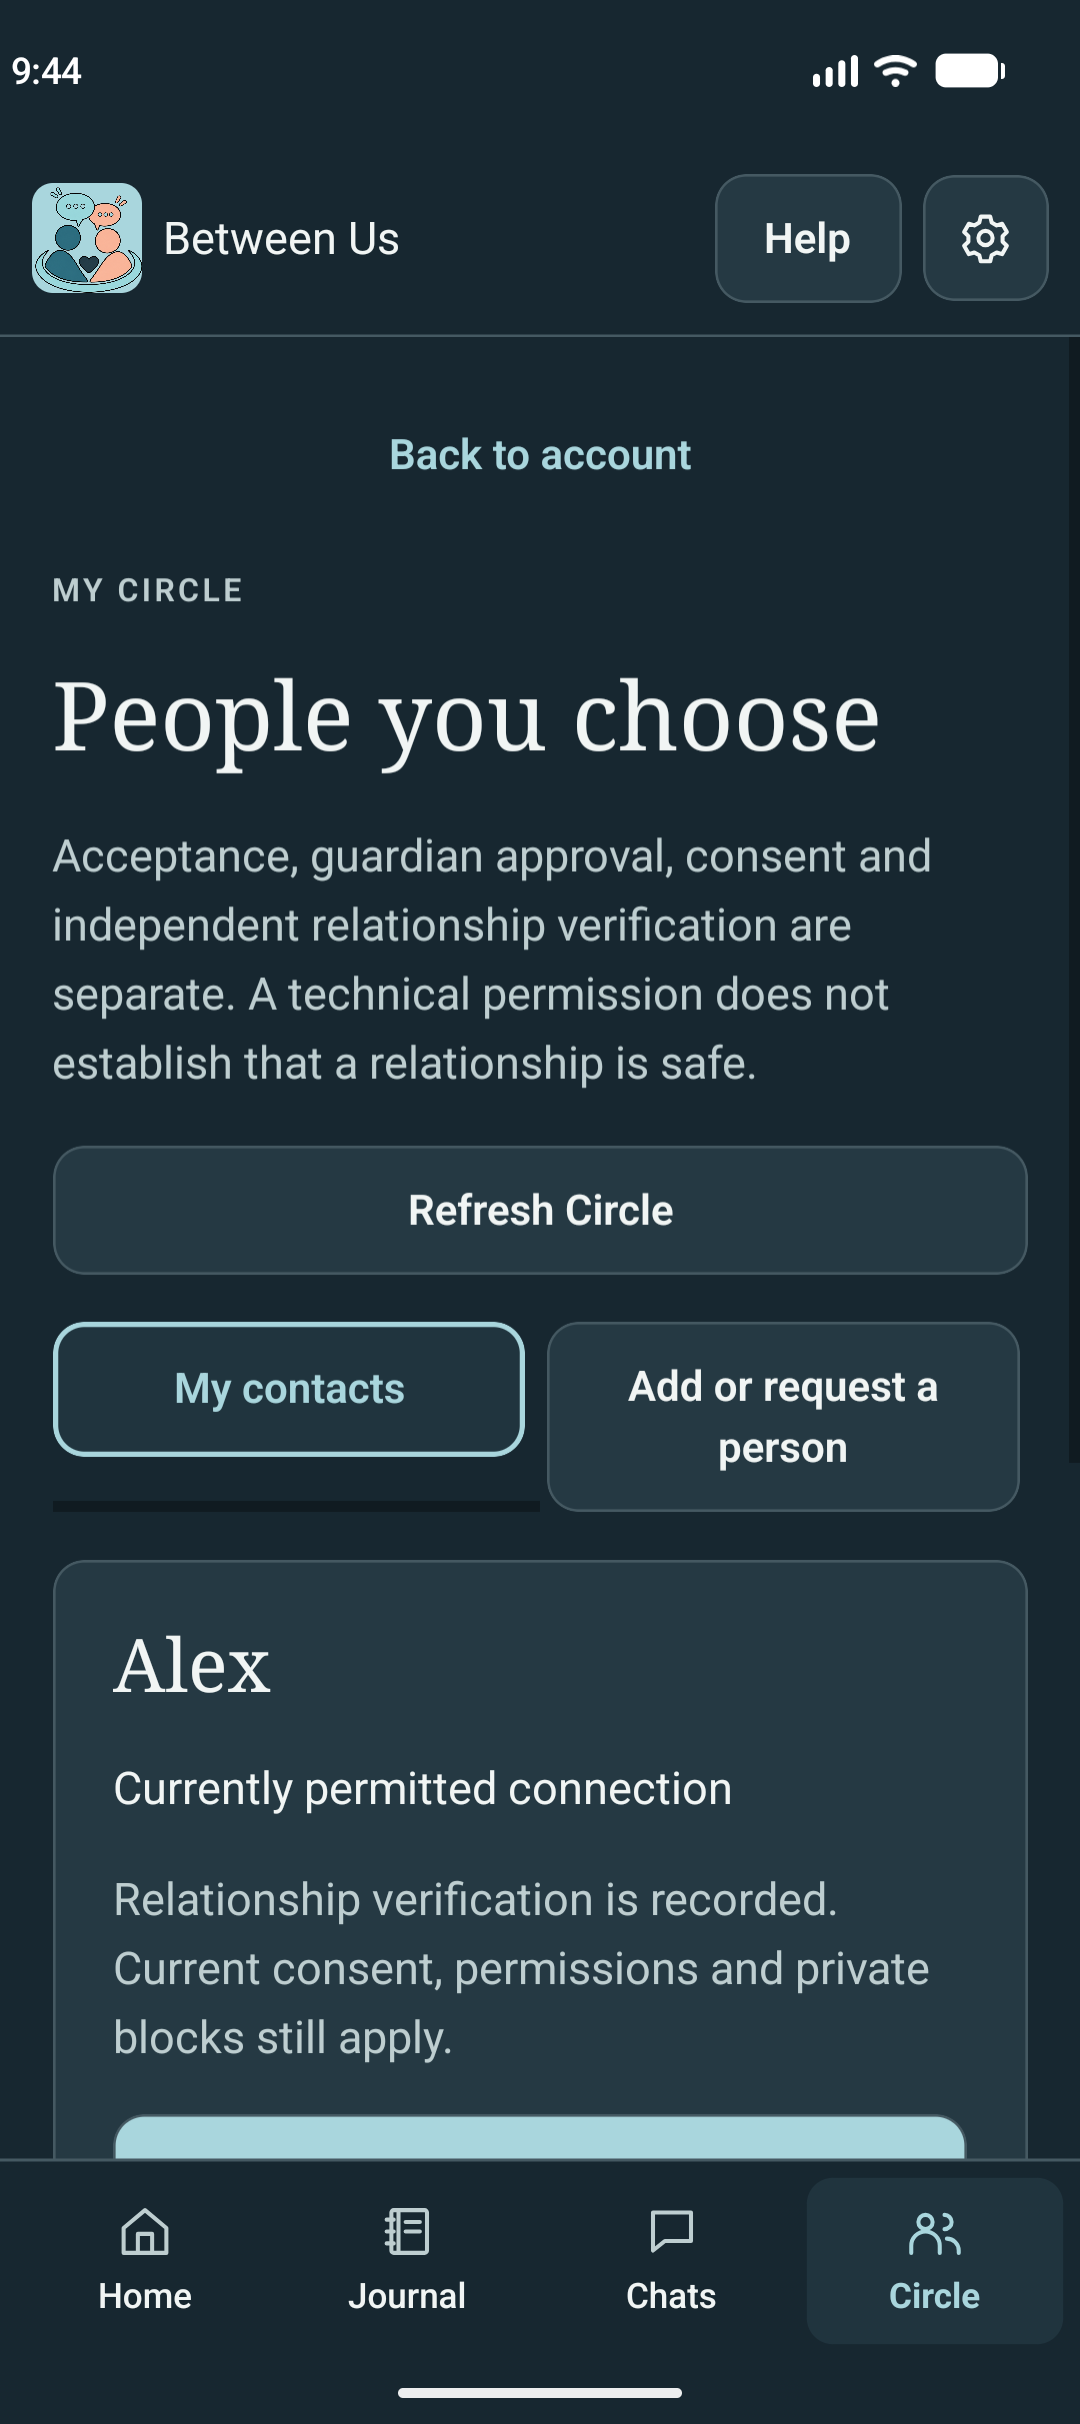 9:44
Between Us
Help
Back to account
MY CIRCLE
People you choose
Acceptance, guardian approval, consent and
independent relationship verification are
separate. A technical permission does not
establish that a relationship is safe.
Refresh Circle
My contacts
Add or request a
person
Alex
Currently permitted connection
Relationship verification is recorded.
Current consent, permissions and private
blocks still apply.
Home
Journal
Chats
Circle